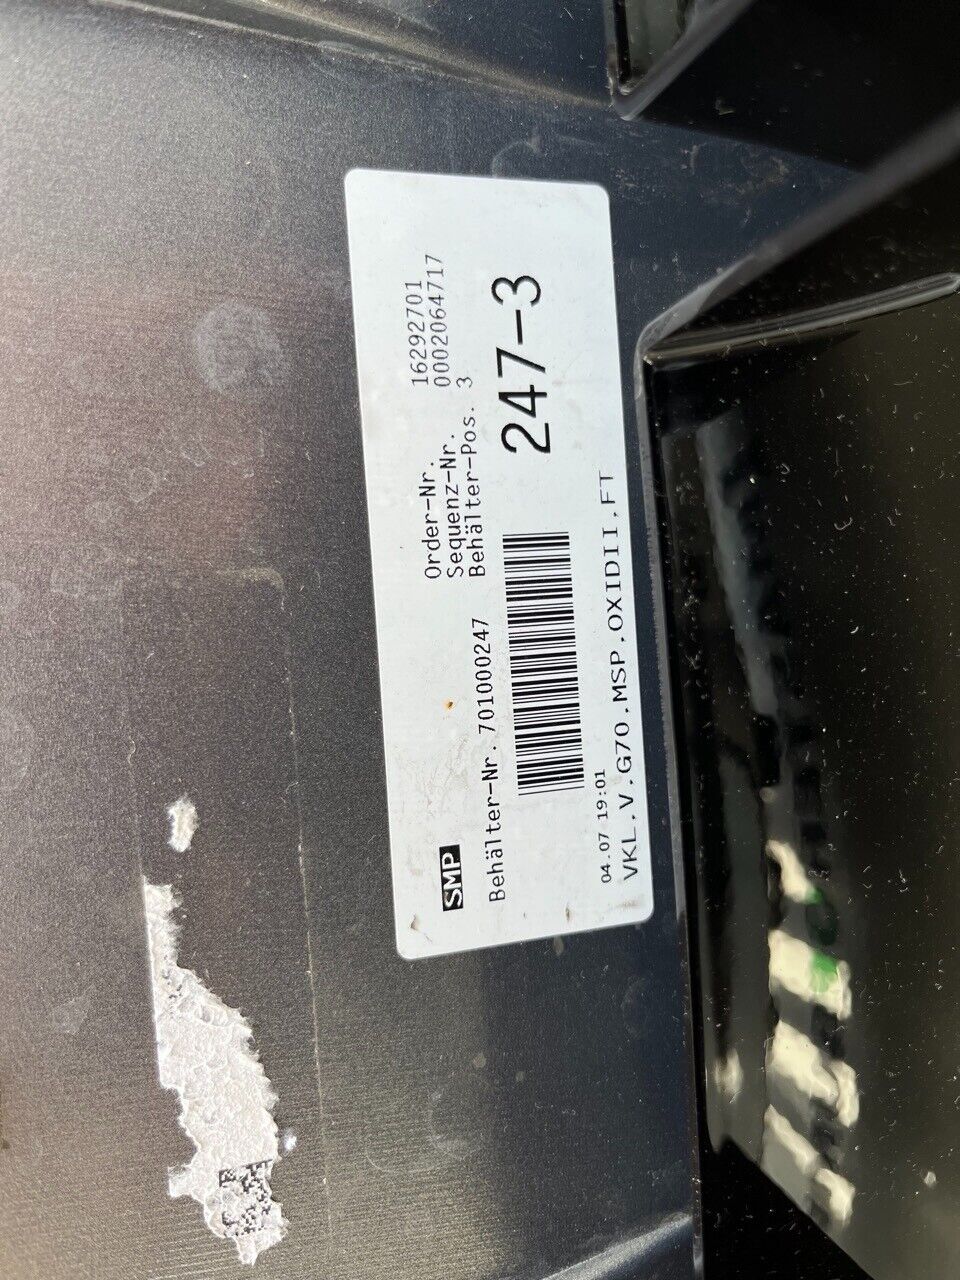 SMP
Order-Nr. 16292701
Sequenz-Nr. 0002064717
Behälter-Nr. 701000247 Behälter-Pos. 3
247-3
04.07 19:01
VKL.V.G70.MSP.OXIDII.FT